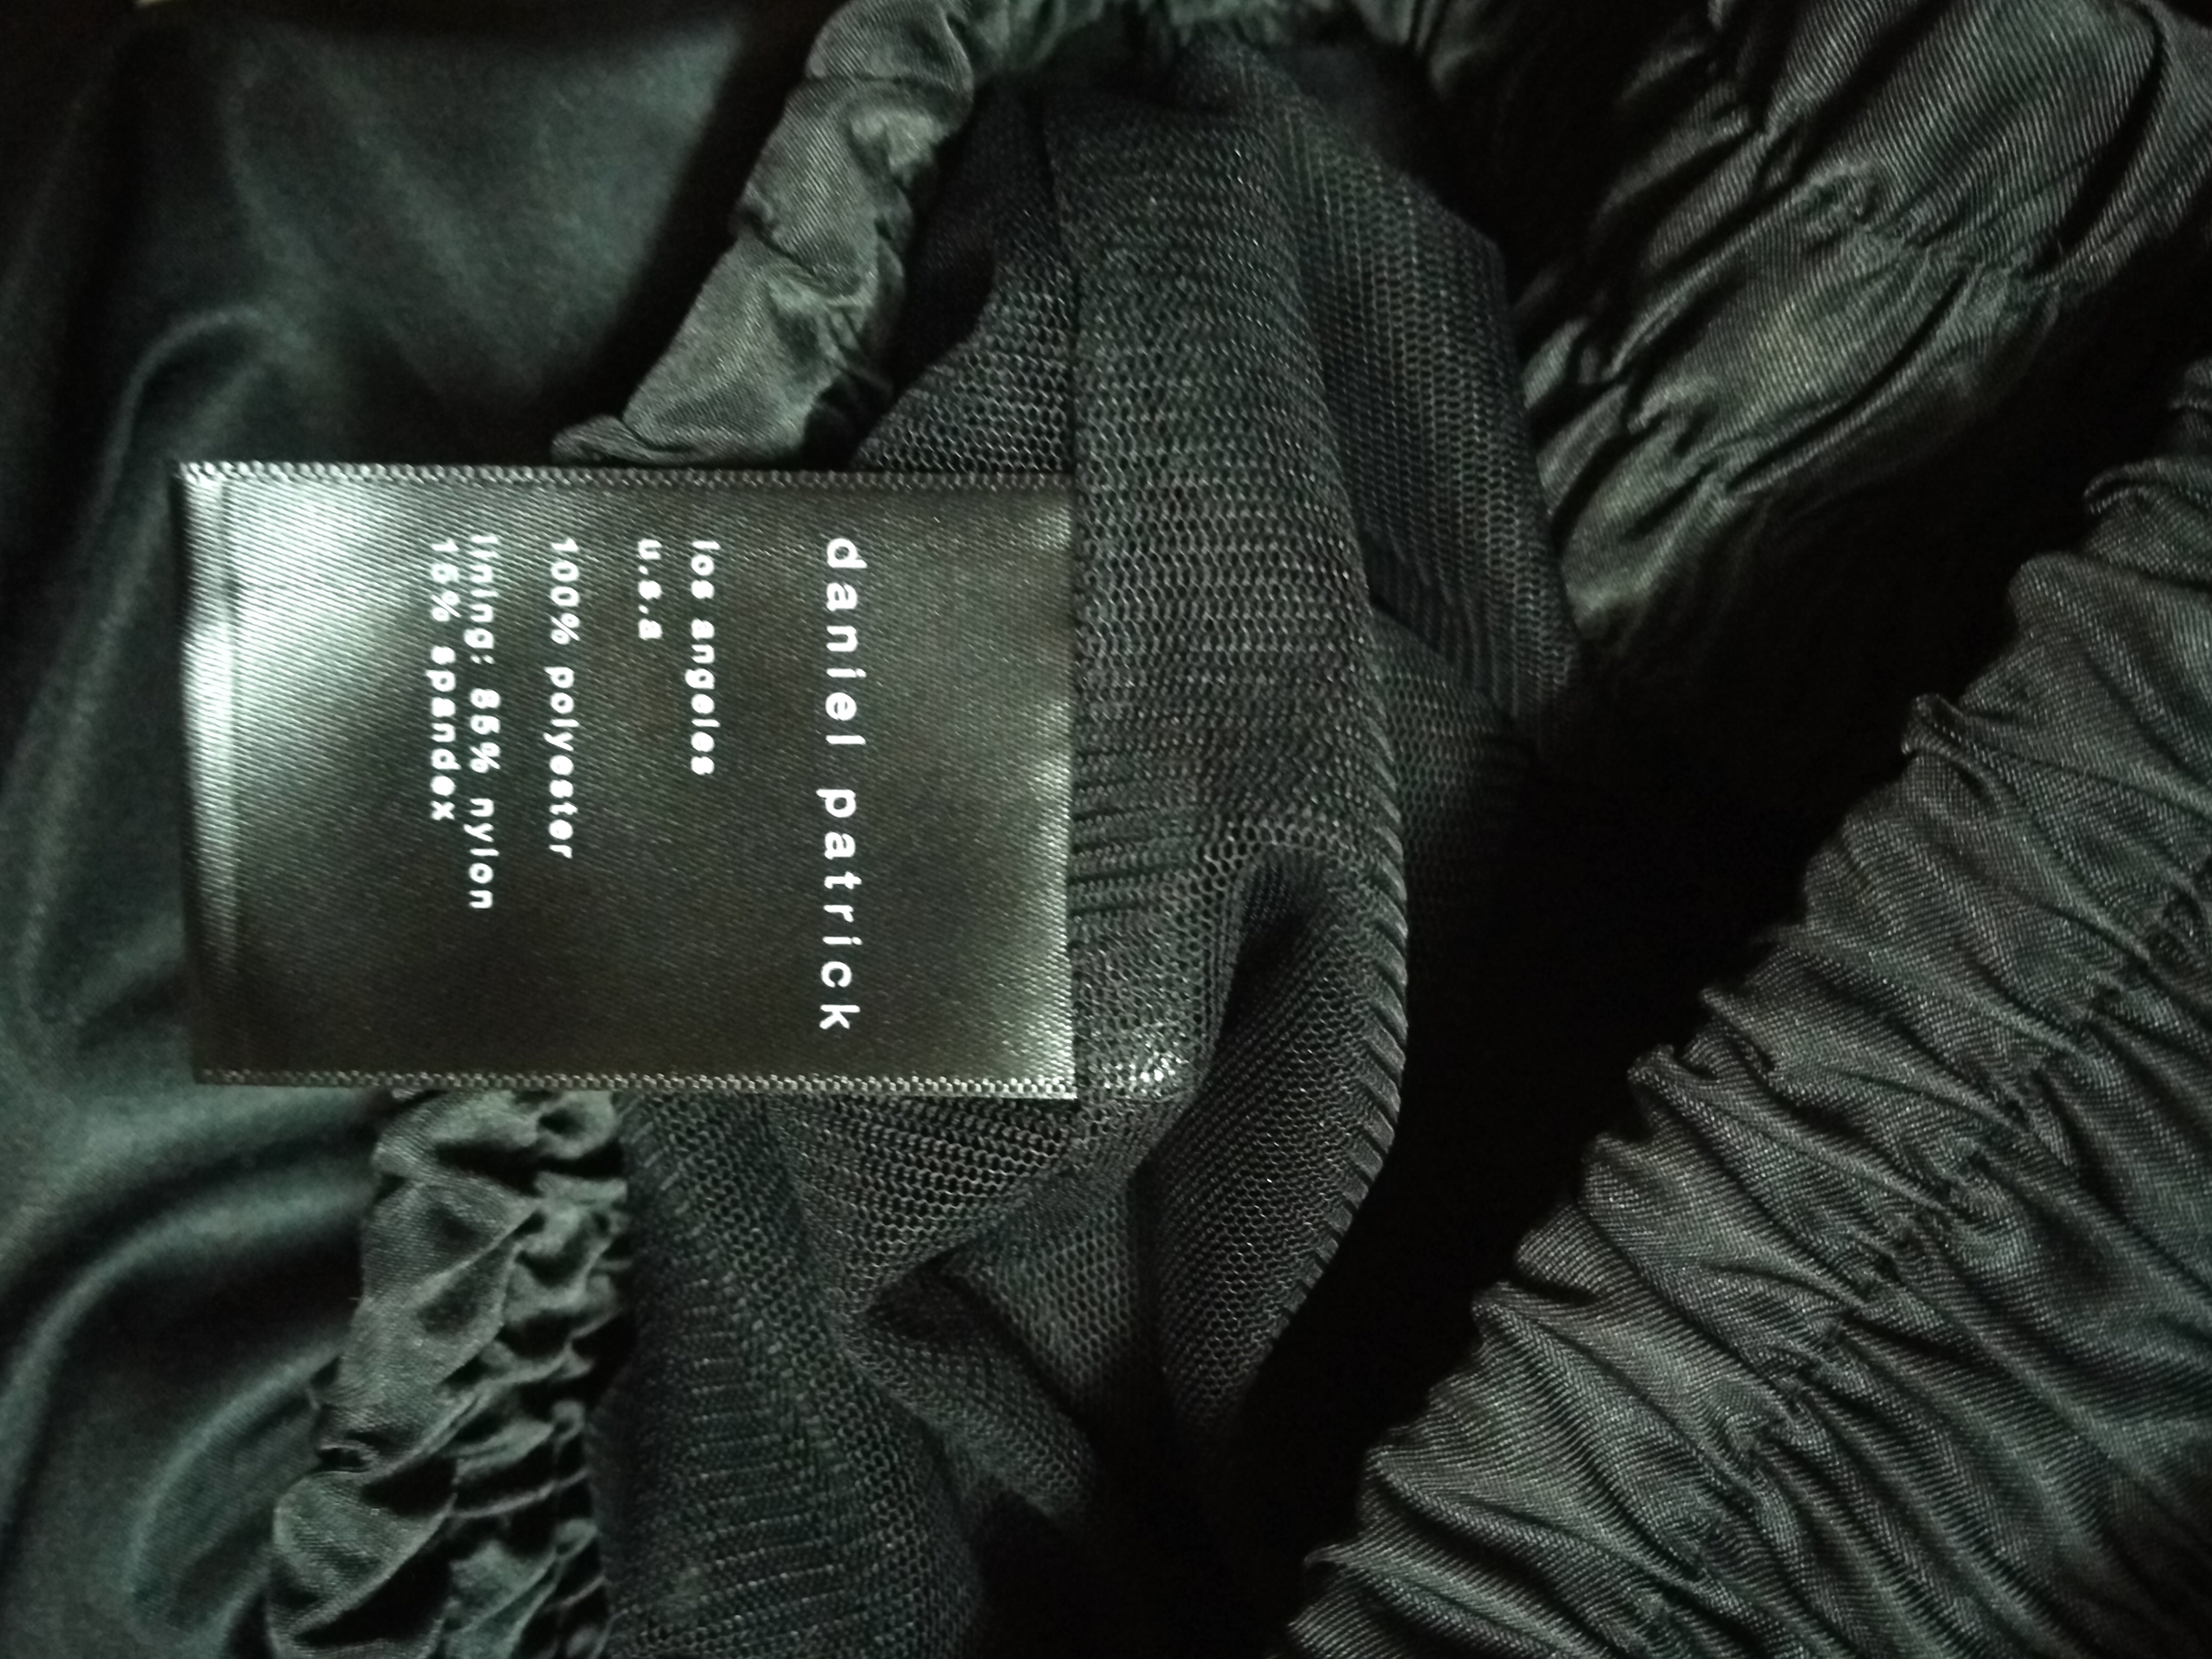 daniel patrick
los angeles
u.s.a
100% polyester
lining: 85% nylon
15% spandex